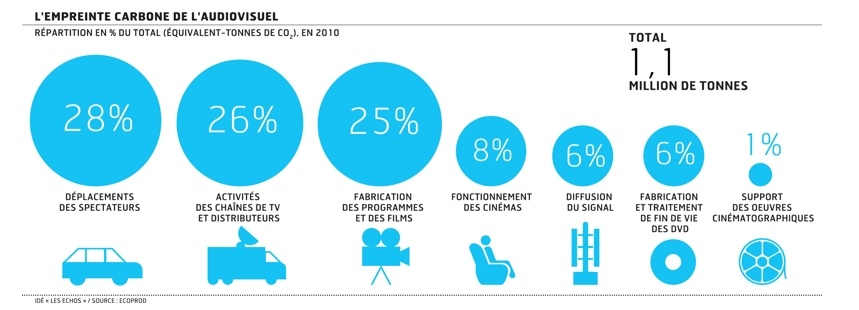 L'EMPREINTE CARBONE DE L'AUDIOVISUEL
RÉPARTITION EN % DU TOTAL (ÉQUIVALENT-TONNES DE CO2), EN 2010
TOTAL
1,1
MILLION DE TONNES
28%
DÉPLACEMENTS
DES SPECTATEURS
26%
ACTIVITÉS
DES CHAÎNES DE TV
ET DISTRIBUTEURS
25%
FABRICATION
DES PROGRAMMES
ET DES FILMS
8%
FONCTIONNEMENT
DES CINÉMAS
6%
DIFFUSION
DU SIGNAL
6%
FABRICATION
ET TRAITEMENT
DE FIN DE VIE
DES DVD
1%
SUPPORT
DES OEUVRES
CINÉMATOGRAPHIQUES
IDÉ « LES ECHOS » / SOURCE : ECOPROD